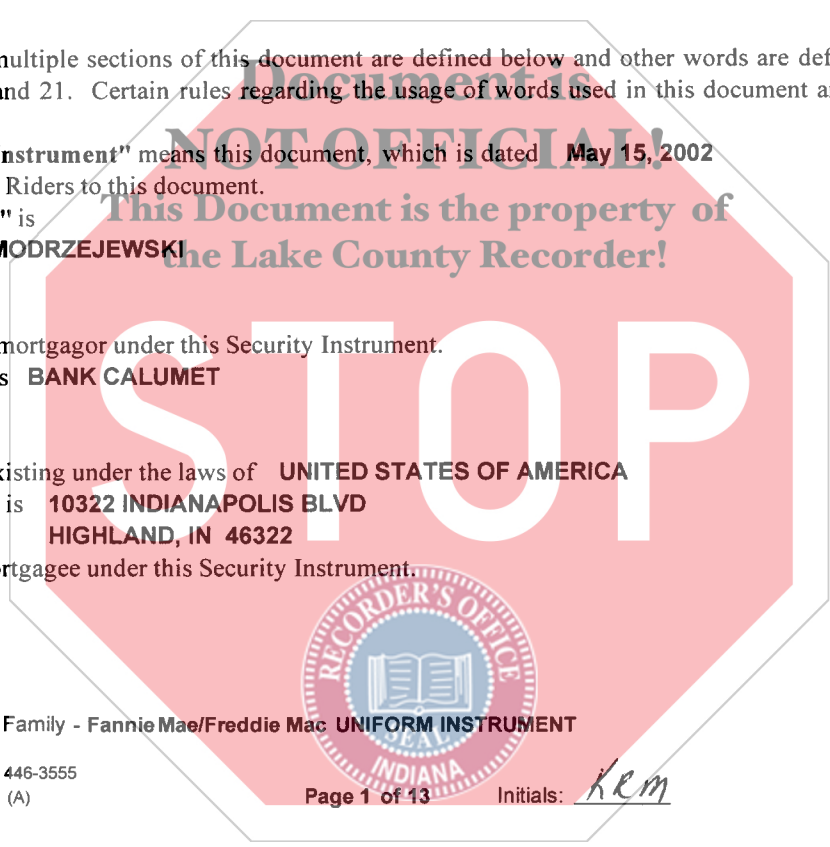 multiple sections of this document are defined below and other words are def
and 21. Certain rules regarding the usage of words used in this document a
Document is
NOT OFFICIAL!
This Document is the property of
the Lake County Recorder!
nstrument" means this document, which is dated May 15, 2002
Riders to this document.
" is
MODRZEJEWSKI
mortgagor under this Security Instrument.
s BANK CALUMET
STOP
xisting under the laws of UNITED STATES OF AMERICA
is 10322 INDIANAPOLIS BLVD
HIGHLAND, IN 46322
rtgagee under this Security Instrument.
RECORDER'S OFFICE
SEAL
INDIANA
Family - Fannie Mae/Freddie Mac UNIFORM INSTRUMENT
446-3555
(A)
Page 1 of 13
Initials: KRM